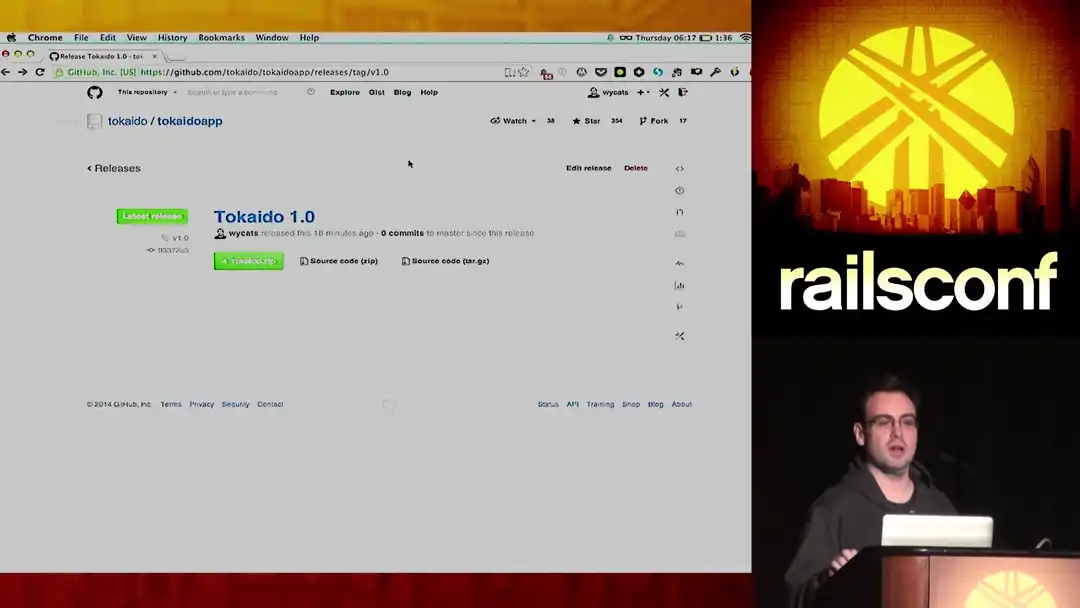 Chrome File Edit View History Bookmarks Window Help Thursday 06:17 1:36
Release Tokaido 1.0 - tok
GitHub, Inc. [US] https://github.com/tokaido/tokaidoapp/releases/tag/v1.0
This repository Search or type a command Explore Gist Blog Help wycats
tokaido / tokaidoapp Watch 38 Star 354 Fork 17
Releases Edit release Delete
Latest release Tokaido 1.0
wycats released this 18 minutes ago - 0 commits to master since this release
v1.0
Source code (zip) Source code (tar.gz)
© 2014 GitHub, Inc. Terms Privacy Security Contact Status API Training Shop Blog About
railsconf